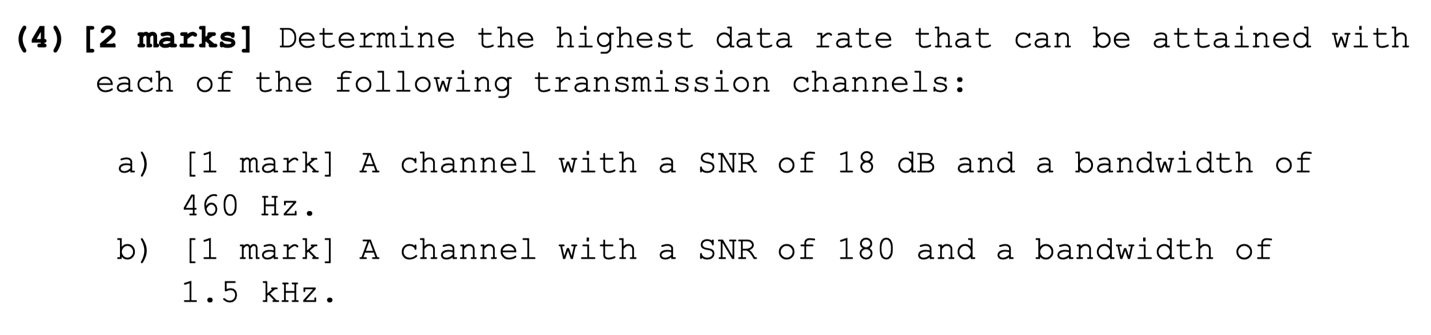 (4) [2 marks] Determine the highest data rate that can be attained with
each of the following transmission channels:
a) [1 mark] A channel with a SNR of 18 dB and a bandwidth of
460 Hz.
b) [1 mark] A channel with a SNR of 180 and a bandwidth of
1.5 kHz.